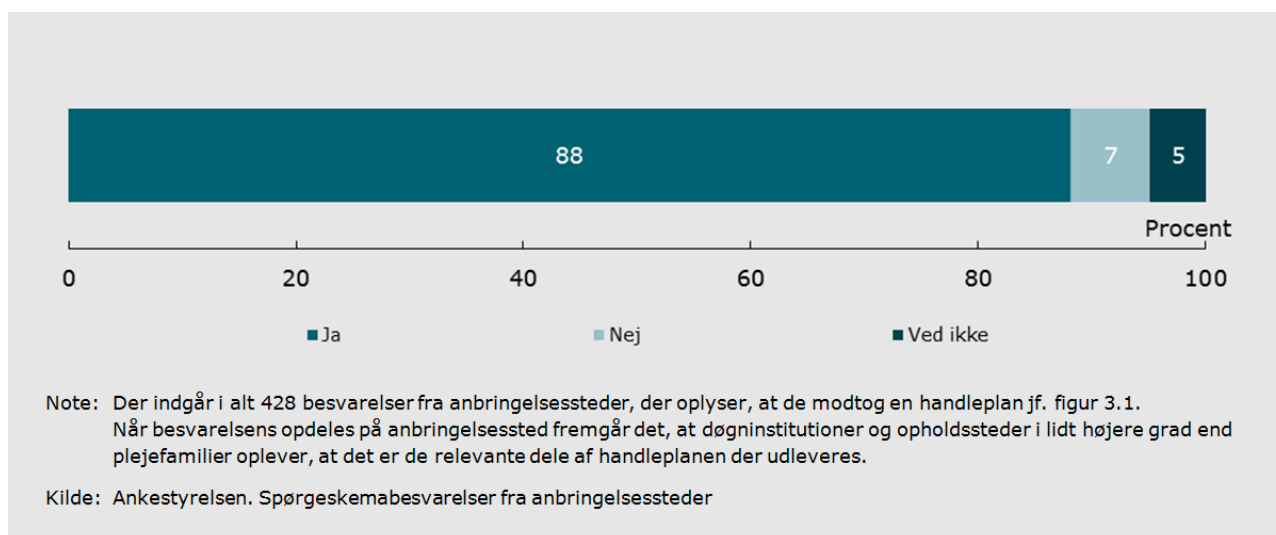 88 7 5
Procent
0 20 40 60 80 100
Ja Nej Ved ikke
Note: Der indgår i alt 428 besvarelser fra anbringelsessteder, der oplyser, at de modtog en handleplan jf. figur 3.1.
Når besvarelsens opdeles på anbringelsessted fremgår det, at døgninstitutioner og opholdssteder i lidt højere grad end
plejefamilier oplever, at det er de relevante dele af handleplanen der udleveres.
Kilde: Ankestyrelsen. Spørgeskemabesvarelser fra anbringelsessteder